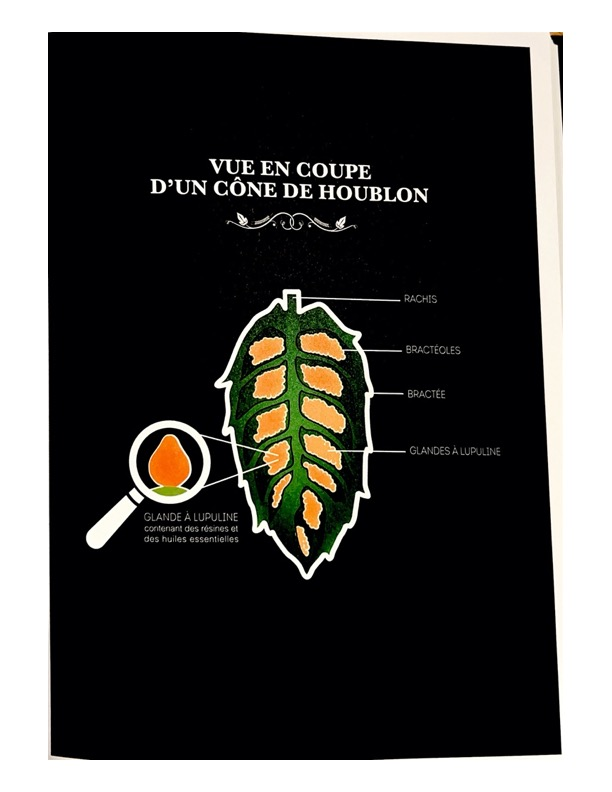 VUE EN COUPE
D'UN CÔNE DE HOUBLON
RACHIS
BRACTÉOLES
BRACTÉE
GLANDES À LUPULINE
GLANDE À LUPULINE
contenant des résines et
des huiles essentielles